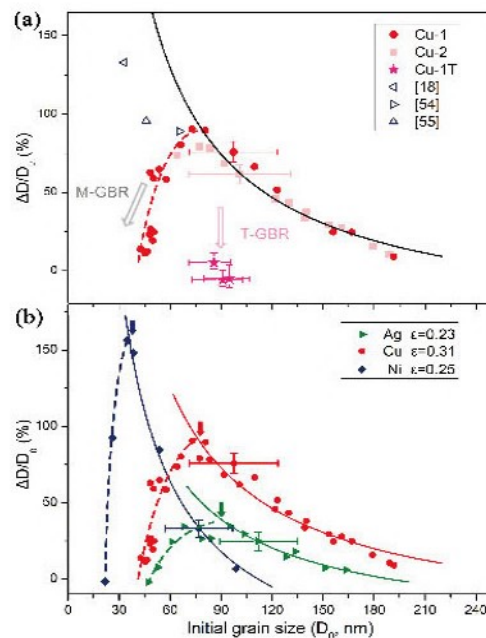 (a)
150
100
50
0
ΔD/D₀ (%)
Cu-1
Cu-2
Cu-1T
[18]
[54]
[55]
M-GBR
T-GBR
(b)
150
100
50
0
ΔD/D₀ (%)
Ag ε=0.23
Cu ε=0.31
Ni ε=0.25
0 30 60 90 120 150 180 210 240
Initial grain size (D₀, nm)